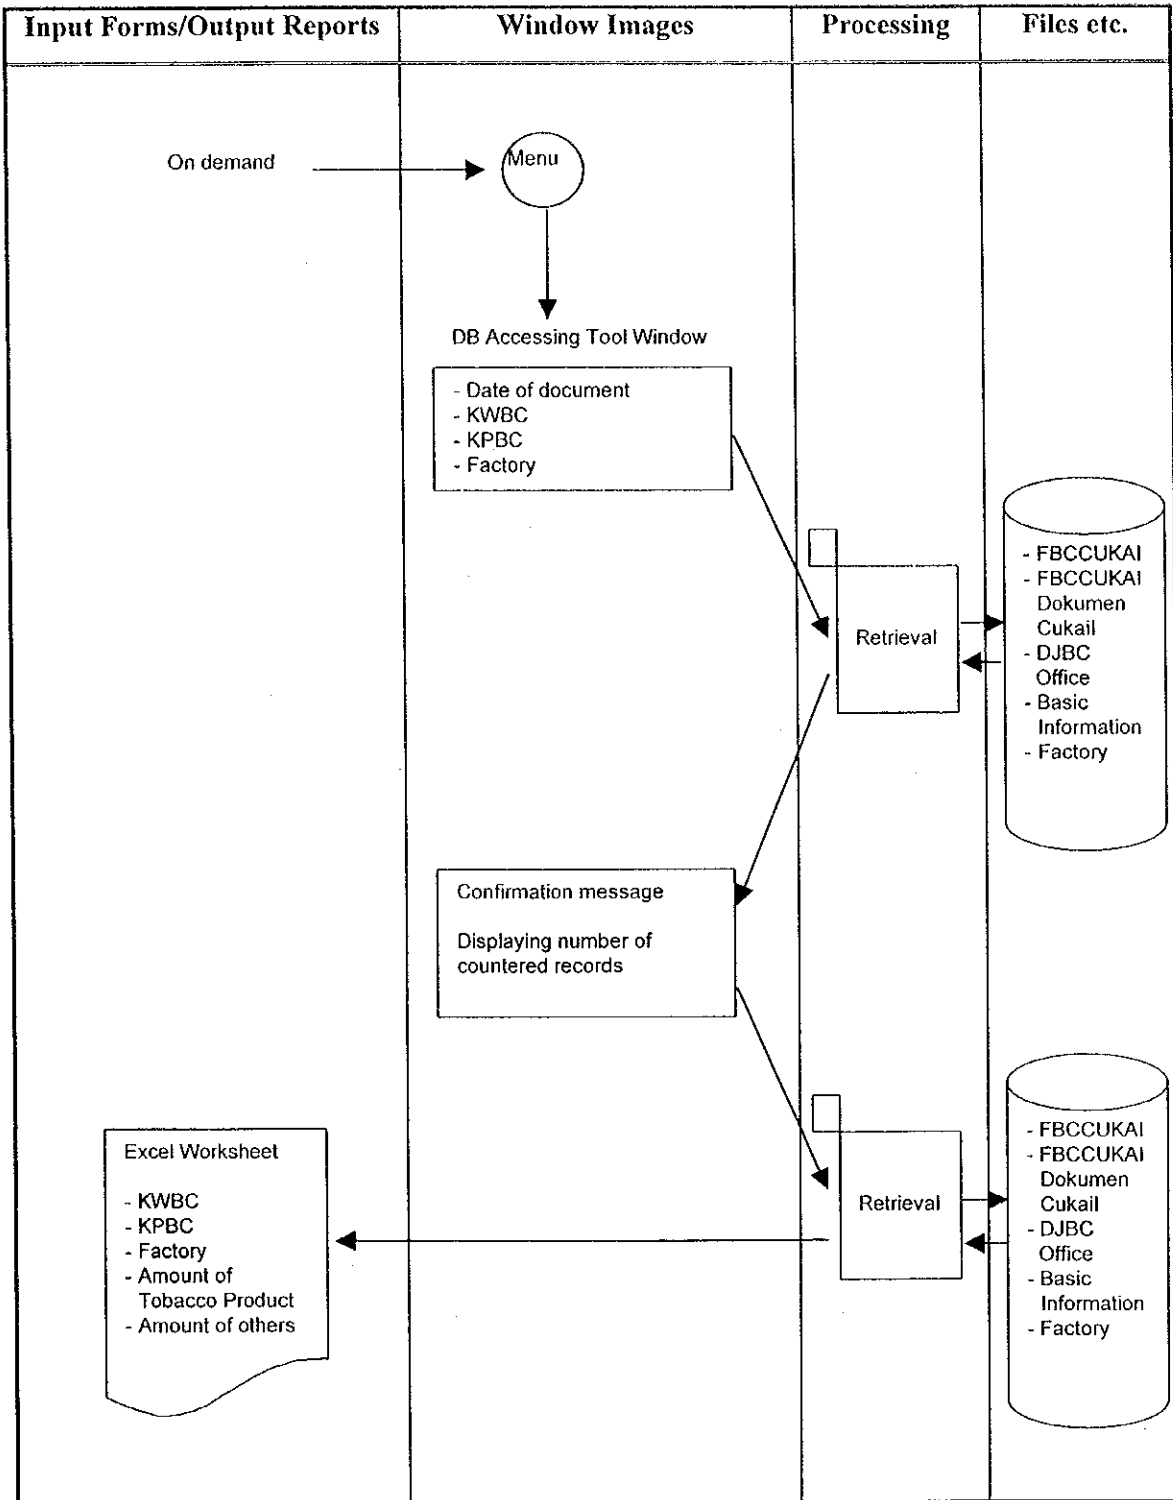 Input Forms/Output Reports
Window Images
Processing
Files etc.
On demand
Menu
DB Accessing Tool Window
- Date of document
- KWBC
- KPBC
- Factory
- FBCCUKAI
- FBCCUKAI
Dokumen
Cukail
- DJBC
Office
- Basic
Information
- Factory
Retrieval
Confirmation message
Displaying number of
countered records
- FBCCUKAI
- FBCCUKAI
Dokumen
Cukail
- DJBC
Office
- Basic
Information
- Factory
Retrieval
Excel Worksheet
- KWBC
- KPBC
- Factory
- Amount of
Tobacco Product
- Amount of others